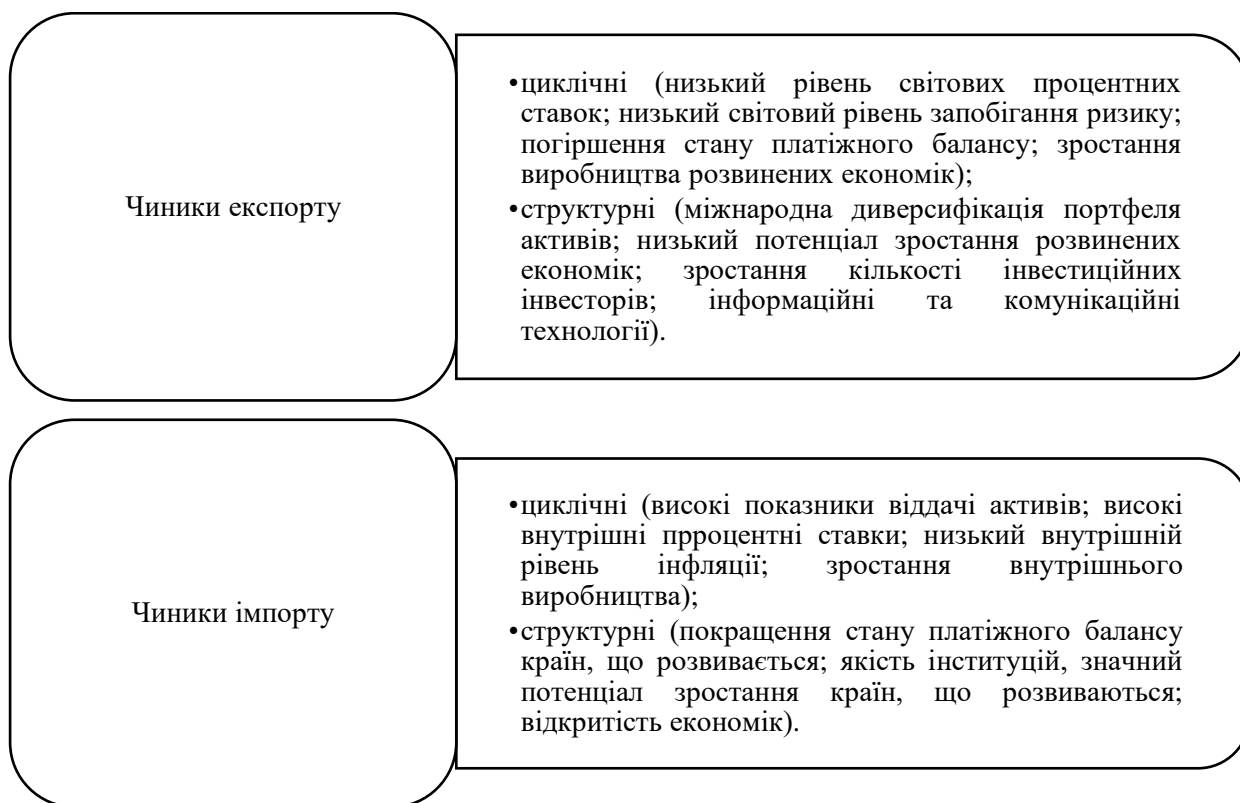 Чиники експорту
•циклічні (низький рівень світових процентних
ставок; низький світовий рівень запобігання ризику;
погіршення стану платіжного балансу; зростання
виробництва розвинених економік);
•структурні (міжнародна диверсифікація портфеля
активів; низький потенціал зростання розвинених
економік; зростання кількості інвестиційних
інвесторів; інформаційні та комунікаційні
технології).
Чиники імпорту
•циклічні (високі показники віддачі активів; високі
внутрішні прроцентні ставки; низький внутрішній
рівень інфляції; зростання внутрішнього
виробництва);
•структурні (покращення стану платіжного балансу
країн, що розвивається; якість інституцій, значний
потенціал зростання країн, що розвиваються;
відкритість економік).